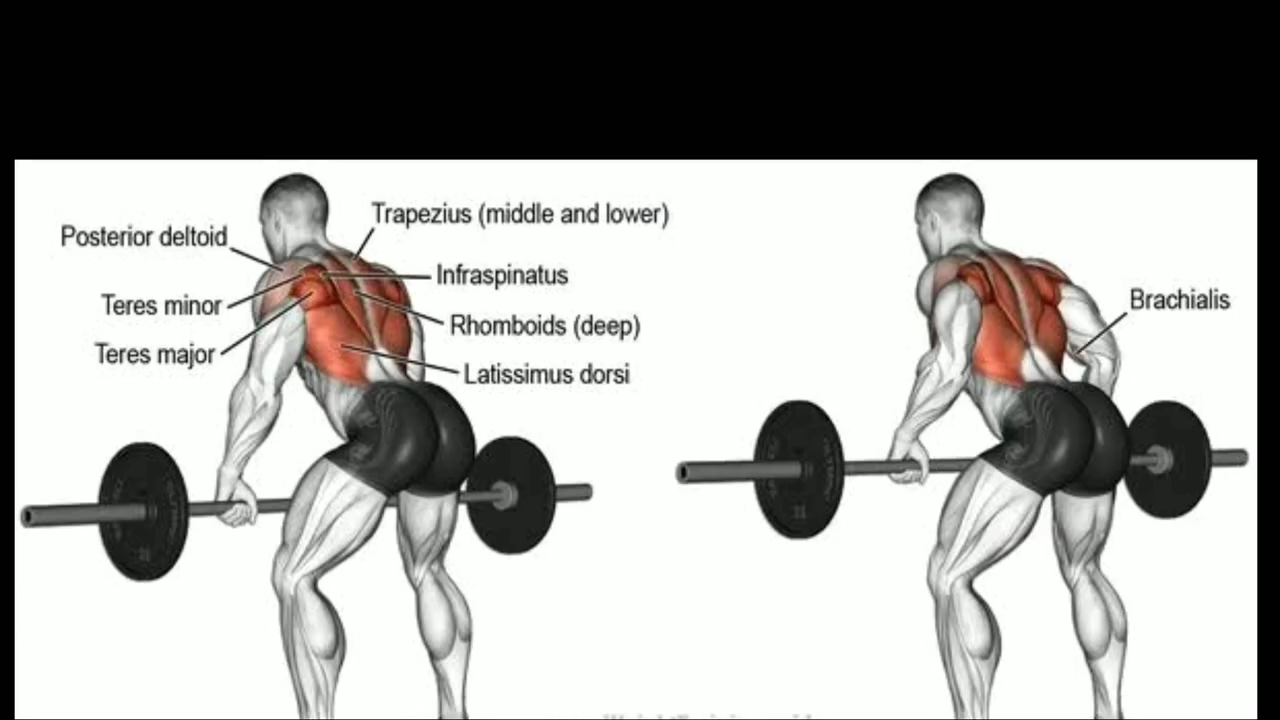 Trapezius (middle and lower)
Posterior deltoid
Infraspinatus
Teres minor
Rhomboids (deep)
Teres major
Latissimus dorsi
Brachialis